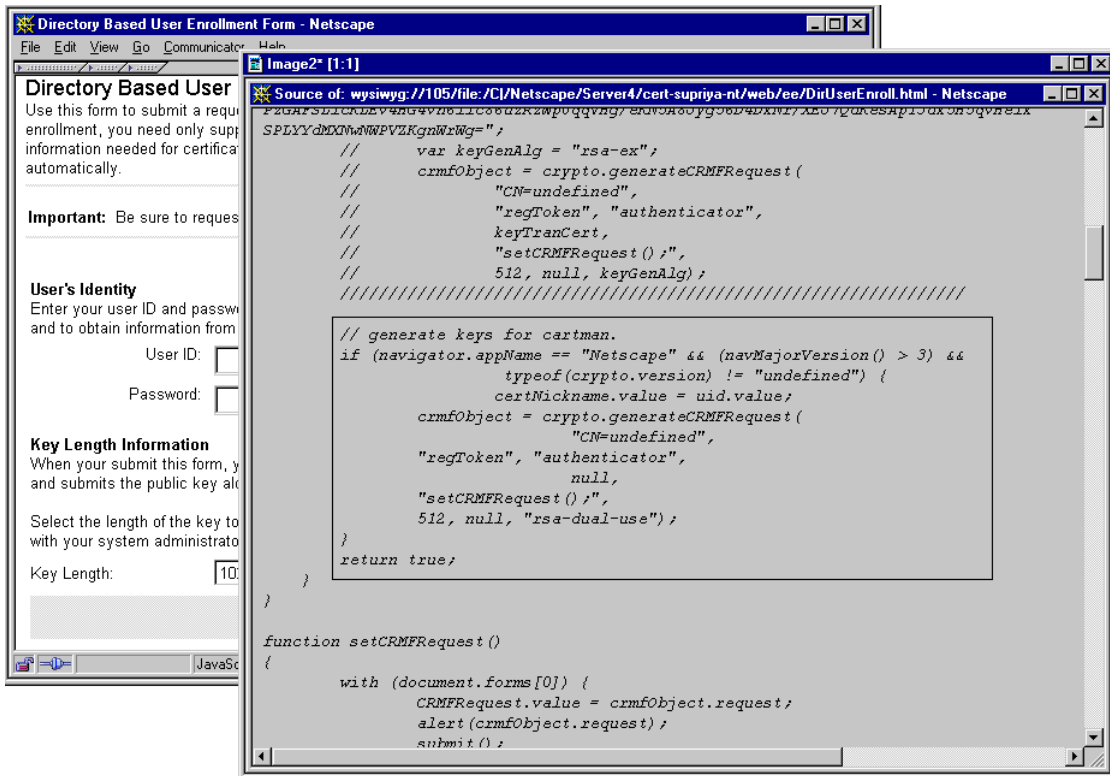 Directory Based User Enrollment Form - Netscape
File Edit View Go Communicator Help
Directory Based User
Use this form to submit a reque
enrollment, you need only supp
information needed for certifica
automatically.
Important: Be sure to reques
User's Identity
Enter your user ID and passwo
and to obtain information from
User ID:
Password:
Key Length Information
When your submit this form, y
and submits the public key alo
Select the length of the key to
with your system administrato
Key Length: 10
JavaSc
Image2* [1:1]
Source of: wysiwyg://105/file:/C|/Netscape/Server4/cert-supriya-nt/web/ee/DirUserEnroll.html - Netscape
SPLYYdMXNwNWPVZKgnWrWg=";
// var keyGenAlg = "rsa-ex";
// crmfObject = crypto.generateCRMFRequest(
// "CN=undefined",
// "regToken", "authenticator",
// keyTranCert,
// "setCRMFRequest();",
// 512, null, keyGenAlg);
//////////////////////////////////////////////////////////////////
// generate keys for cartman.
if (navigator.appName == "Netscape" && (navMajorVersion() > 3) &&
typeof(crypto.version) != "undefined") {
certNickname.value = uid.value;
crmfObject = crypto.generateCRMFRequest(
"CN=undefined",
"regToken", "authenticator",
null,
"setCRMFRequest();",
512, null, "rsa-dual-use");
}
return true;
}
}
function setCRMFRequest()
{
with (document.forms[0]) {
CRMFRequest.value = crmfObject.request;
alert(crmfObject.request);
submit();